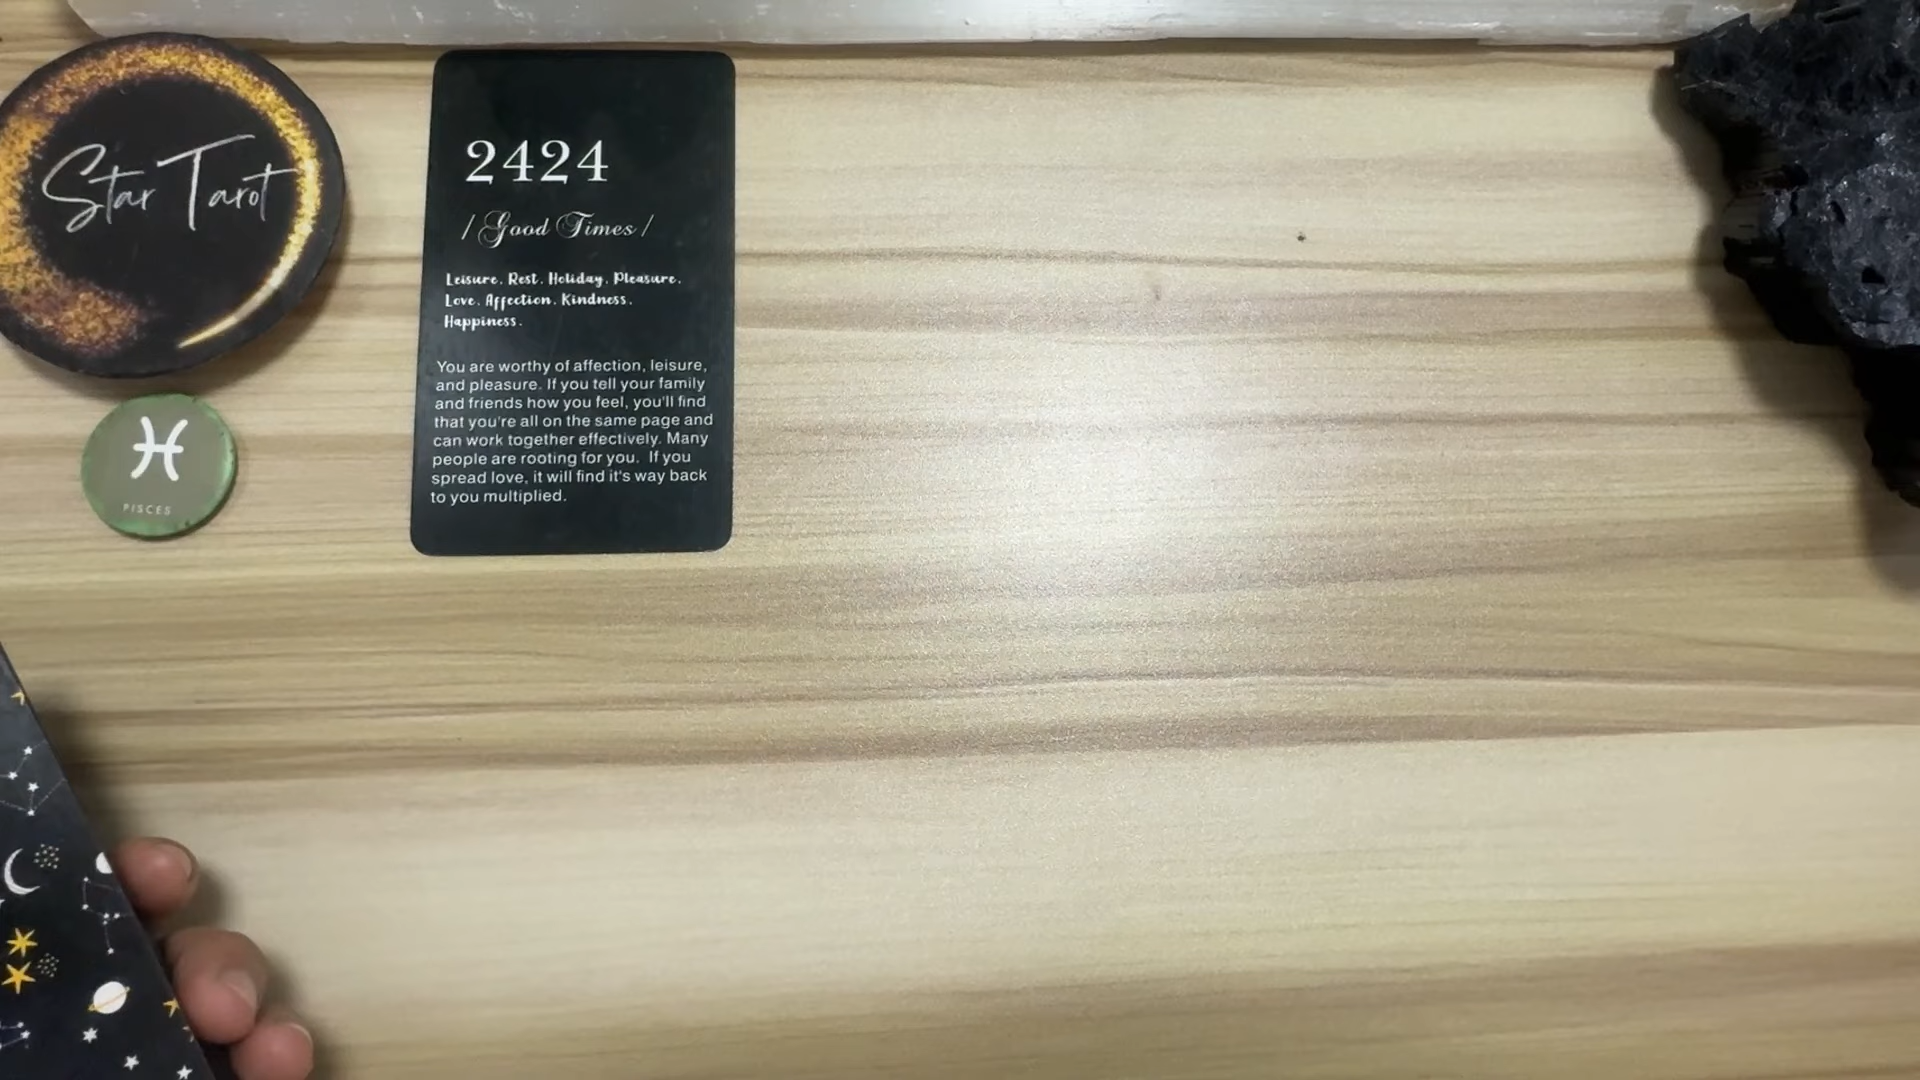 Star Tarot
PISCES
2424
/ Good Times /
Leisure. Rest. Holiday. Pleasure.
Love. Affection. Kindness.
Happiness.
You are worthy of affection, leisure,
and pleasure. If you tell your family
and friends how you feel, you'll find
that you're all on the same page and
can work together effectively. Many
people are rooting for you.  If you
spread love, it will find it's way back
to you multiplied.